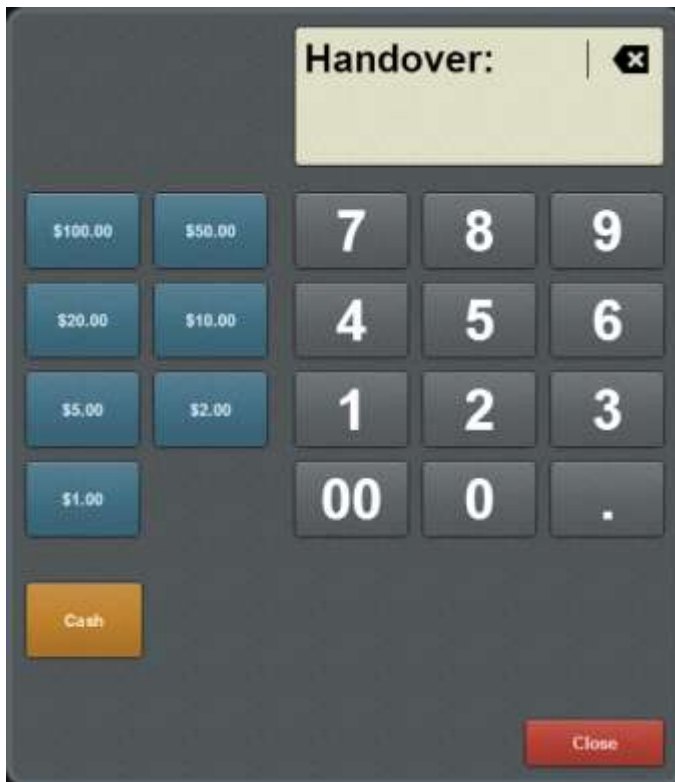 Handover:
$100.00 $50.00 7 8 9
$20.00 $10.00 4 5 6
$5.00 $2.00 1 2 3
$1.00 00 0 .
Cash
Close